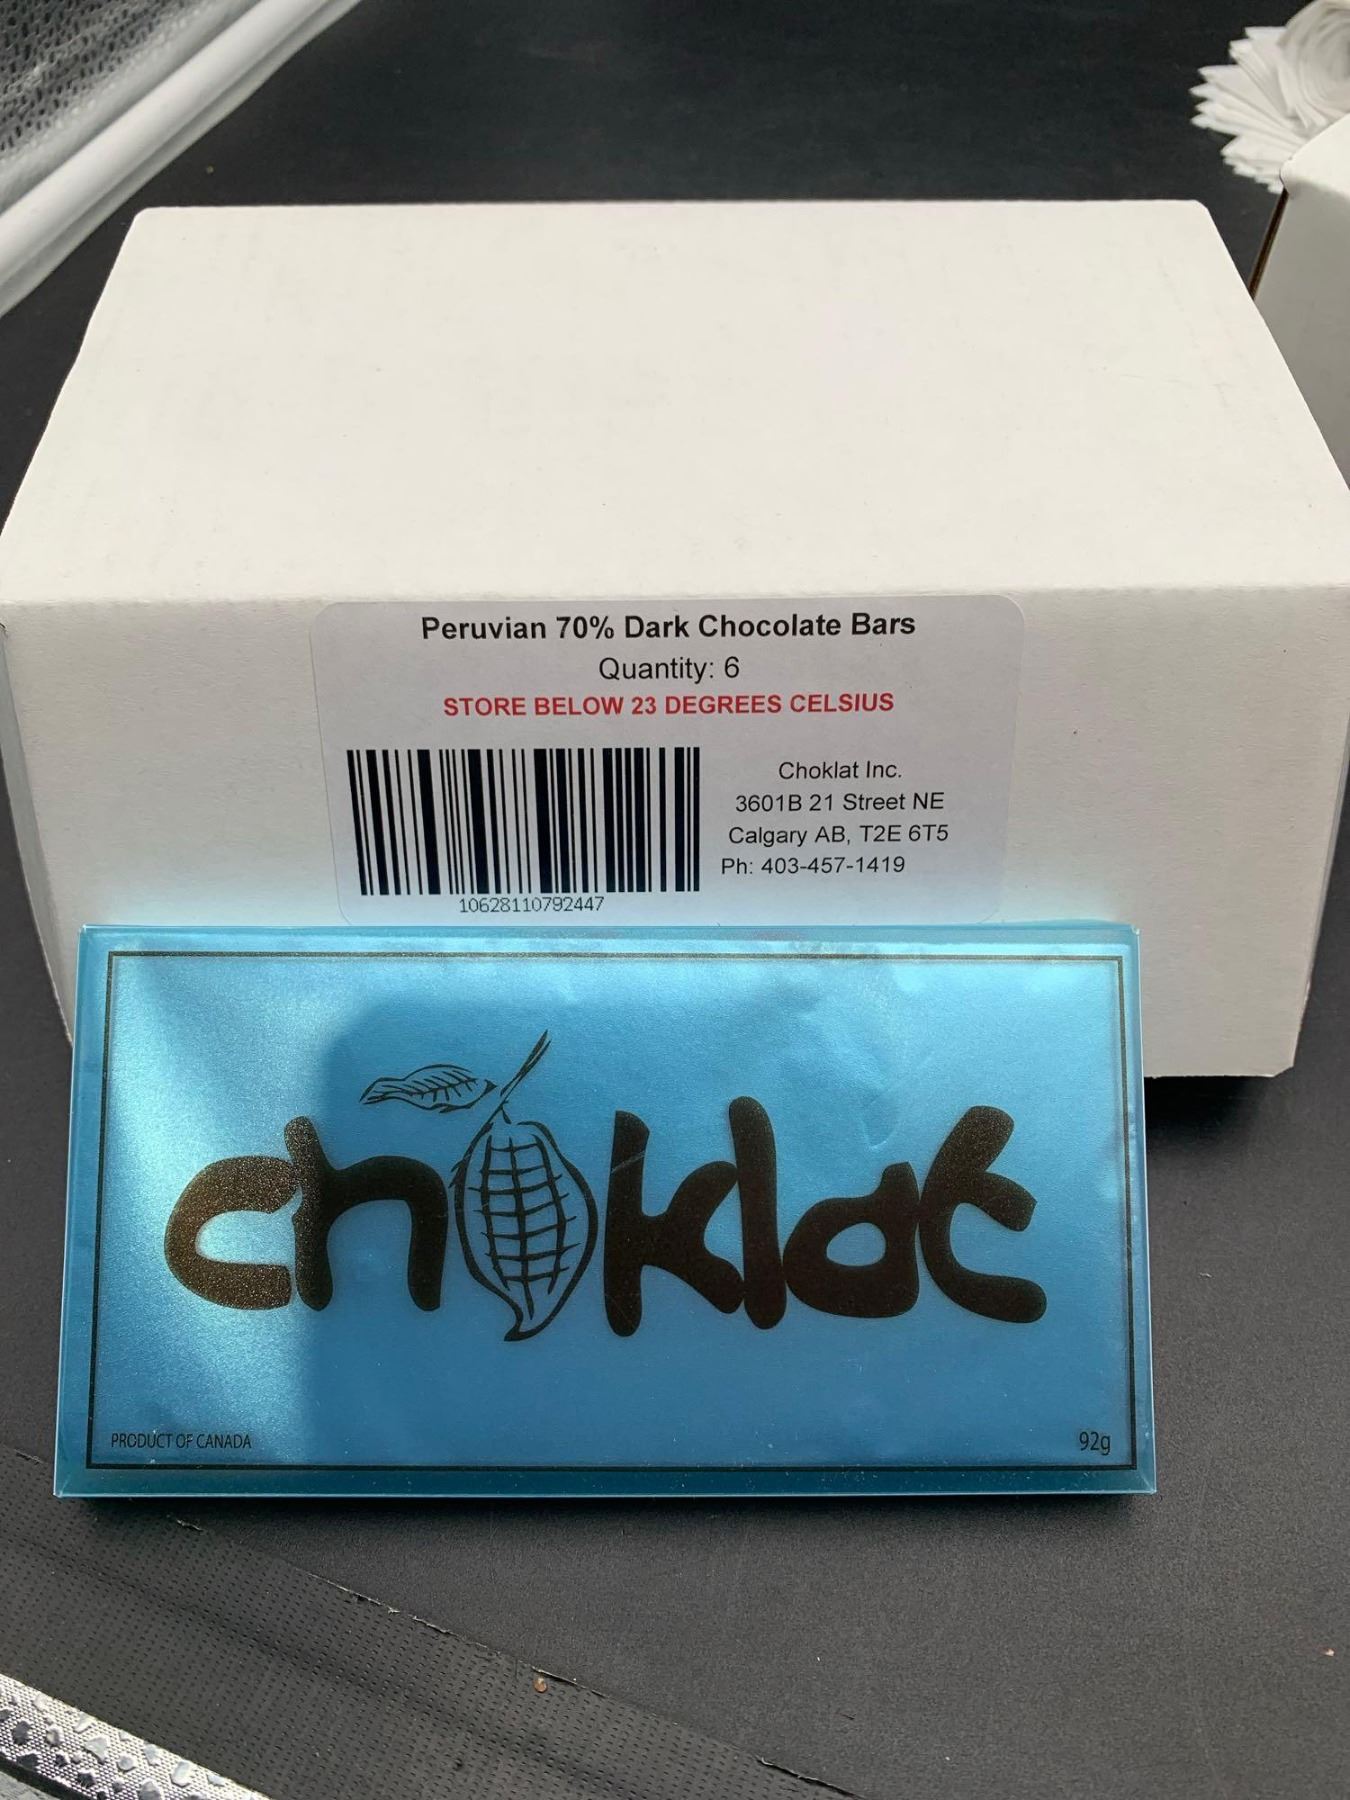 Peruvian 70% Dark Chocolate Bars
Quantity: 6
STORE BELOW 23 DEGREES CELSIUS
Choklat Inc.
3601B 21 Street NE
Calgary AB, T2E 6T5
Ph: 403-457-1419
10628110792447
choklat
PRODUCT OF CANADA
92g